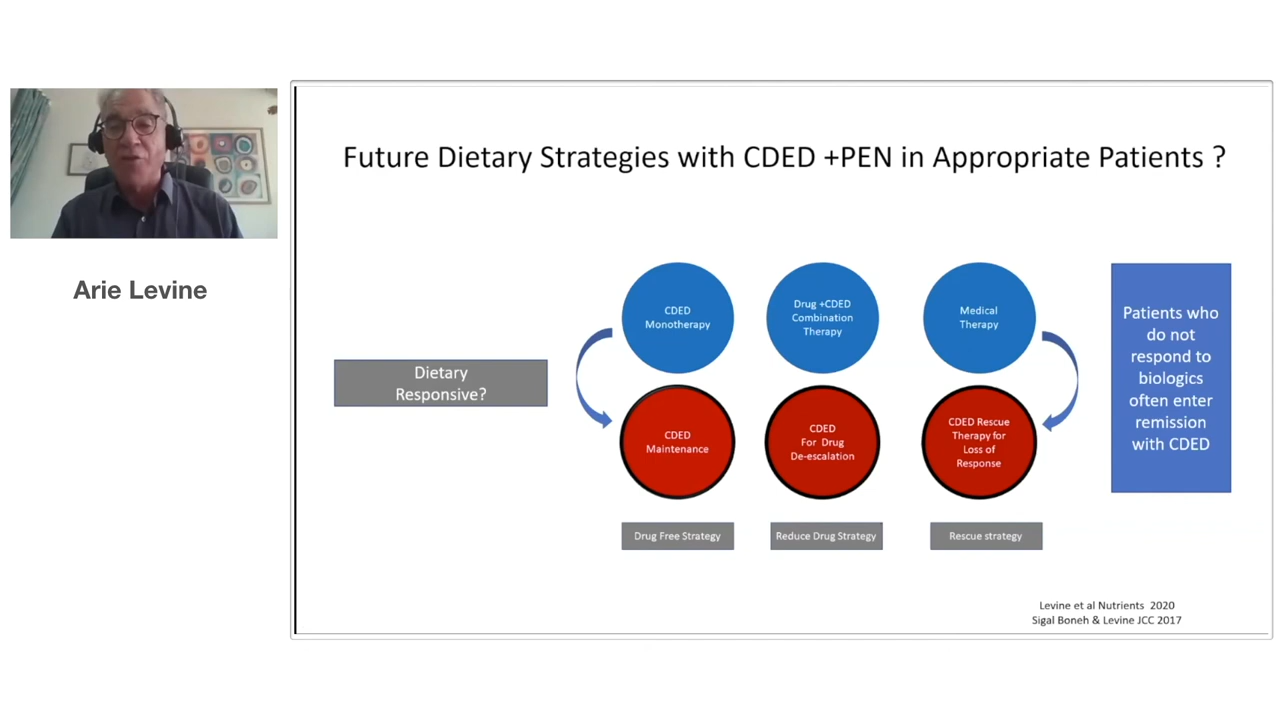 Arie Levine
Future Dietary Strategies with CDED +PEN in Appropriate Patients ?
Dietary
Responsive?
CDED
Monotherapy
Drug +CDED
Combination
Therapy
Medical
Therapy
CDED
Maintenance
CDED
For Drug
De-escalation
CDED Rescue
Therapy for
Loss of
Response
Patients who
do not
respond to
biologics
often enter
remission
with CDED
Drug Free Strategy
Reduce Drug Strategy
Rescue strategy
Levine et al Nutrients 2020
Sigal Boneh & Levine JCC 2017